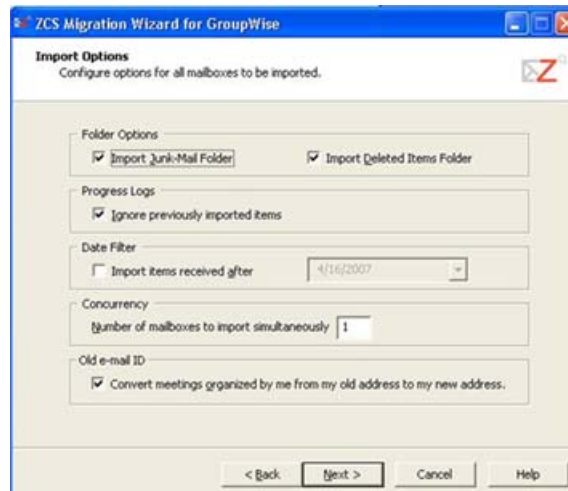 ZCS Migration Wizard for GroupWise
Import Options
Configure options for all mailboxes to be imported.
Z
Folder Options
Import Junk-Mail Folder Import Deleted Items Folder
Progress Logs
Ignore previously imported items
Date Filter
Import items received after 4/16/2007
Concurrency
Number of mailboxes to import simultaneously 1
Old e-mail ID
Convert meetings organized by me from my old address to my new address.
< Back Next > Cancel Help